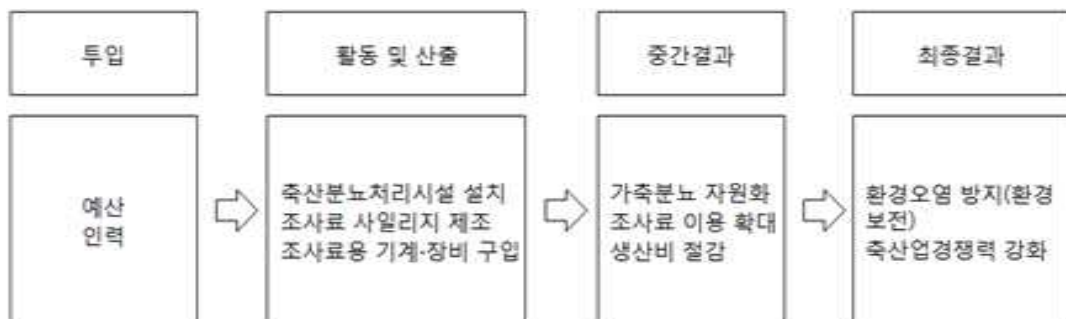 투입
활동 및 산출
중간결과
최종결과
예산
인력
축산분뇨처리시설 설치
조사료 사일리지 제조
조사료용 기계·장비 구입
가축분뇨 자원화
조사료 이용 확대
생산비 절감
환경오염 방지(환경
보전)
축산업경쟁력 강화